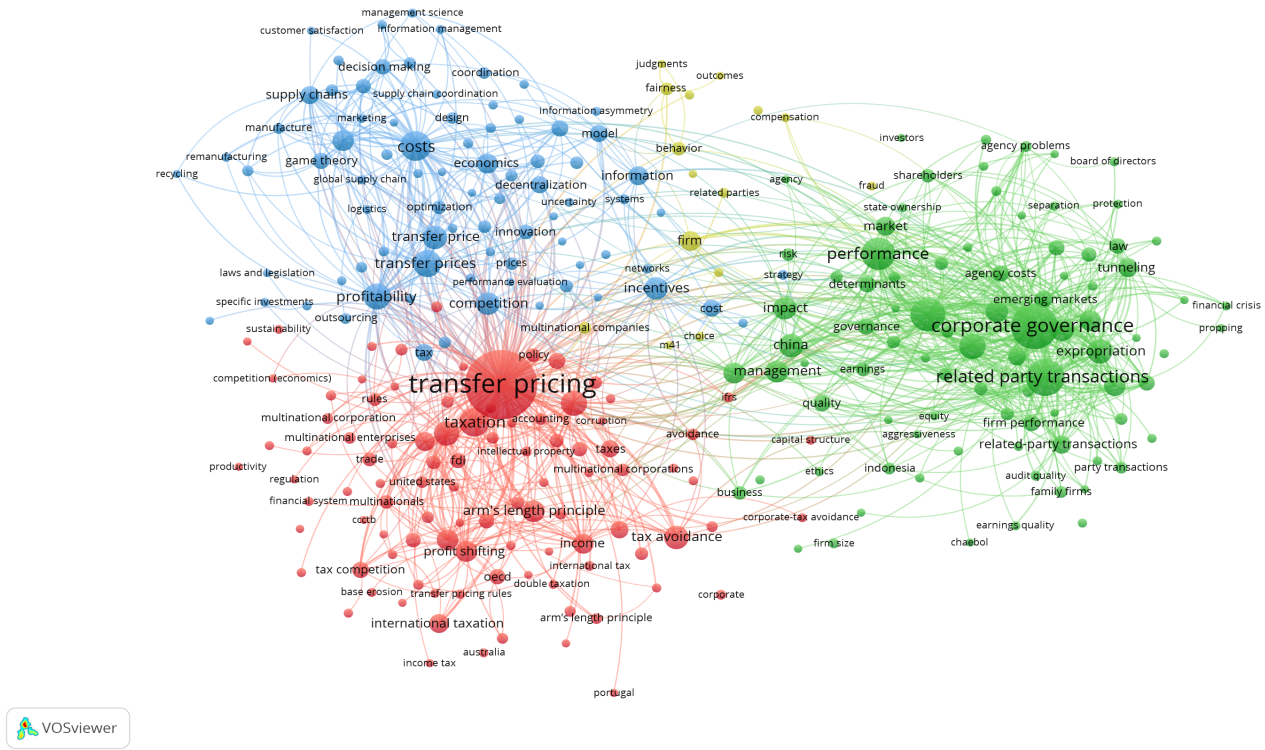 management science
customer satisfaction
information management
judgments
decision making
coordination
outcomes
supply chains
supply chain coordination
fairness
information asymmetry
marketing
design
compensation
manufacture
model
investors
costs
behavior
agency problems
remanufacturing
game theory
economics
board of directors
recycling
global supply chain
decentralization
information
agency
shareholders
fraud
related parties
uncertainty
systems
logistics
optimization
state ownership
separation
protection
transfer price
innovation
firm
market
law
risk
performance
transfer prices
prices
networks
strategy
tunneling
laws and legislation
performance evaluation
incentives
determinants
agency costs
specific investments
profitability
competition
cost
impact
emerging markets
financial crisis
outsourcing
sustainability
multinational companies
choice
governance
corporate governance
propping
m41
china
tax
policy
expropriation
competition (economics)
transfer pricing
management
earnings
related party transactions
rules
ifrs
quality
multinational corporation
taxation
accounting
corruption
equity
firm performance
multinational enterprises
avoidance
capital structure
aggressiveness
related-party transactions
intellectual property
taxes
productivity
trade
fdi
multinational corporations
ethics
indonesia
party transactions
regulation
united states
audit quality
business
family firms
financial system
multinationals
arm's length principle
ccctb
corporate-tax avoidance
earnings quality
tax avoidance
profit shifting
income
firm size
chaebol
tax competition
oecd
international tax
double taxation
base erosion
transfer pricing rules
corporate
international taxation
arm’s length principle
australia
income tax
portugal
VOSviewer